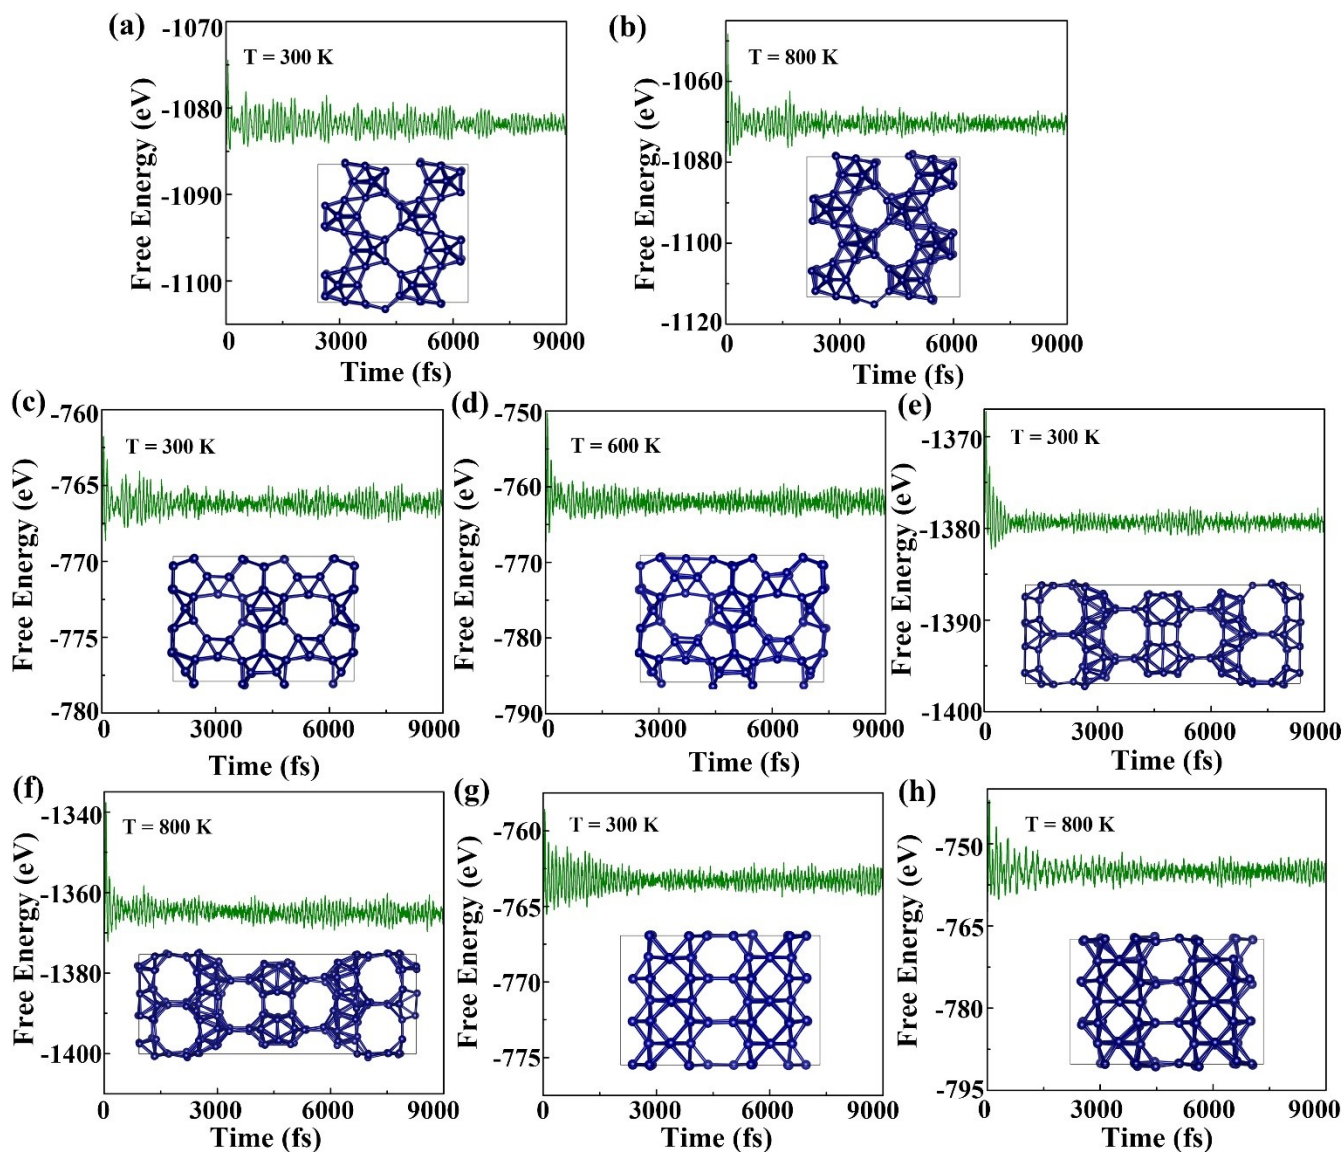 (a)
-1070
-1080
-1090
-1100
T = 300 K
Free Energy (eV)
0 3000 6000 9000
Time (fs)
(b)
-1060
-1080
-1100
-1120
T = 800 K
Free Energy (eV)
0 3000 6000 9000
Time (fs)
(c)
-760
-765
-770
-775
-780
T = 300 K
Free Energy (eV)
0 3000 6000 9000
Time (fs)
(d)
-750
-760
-770
-780
-790
T = 600 K
Free Energy (eV)
0 3000 6000 9000
Time (fs)
(e)
-1370
-1380
-1390
-1400
T = 300 K
Free Energy (eV)
0 3000 6000 9000
Time (fs)
(f)
-1340
-1360
-1380
-1400
T = 800 K
Free Energy (eV)
0 3000 6000 9000
Time (fs)
(g)
-760
-765
-770
-775
T = 300 K
Free Energy (eV)
0 3000 6000 9000
Time (fs)
(h)
-750
-765
-780
-795
T = 800 K
Free Energy (eV)
0 3000 6000 9000
Time (fs)